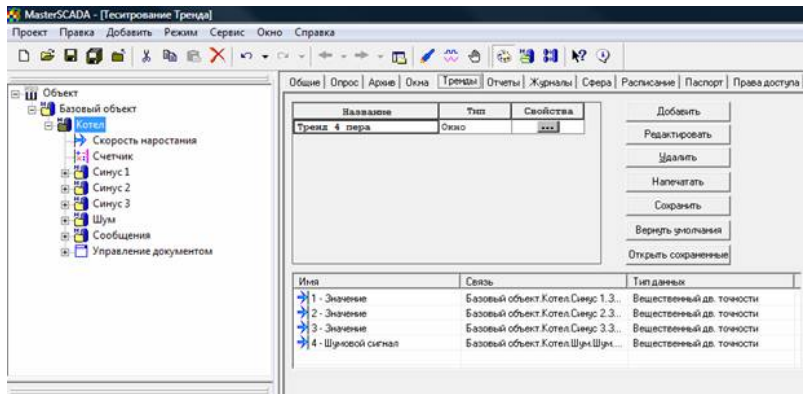 MasterSCADA - [Теситрование Тренда]
Проект Правка Добавить Режим Сервис Окно Справка
Общие Опрос Архив Окна Тренды Отчеты Журналы Сфера Расписание Паспорт Права доступа
Объект
Базовый объект
Котел
Скорость наростания
Счетчик
Синус 1
Синус 2
Синус 3
Шум
Сообщения
Управление документом
Название Тип Свойства
Тренд 4 пера Окно ...
Добавить
Редактировать
Удалить
Напечатать
Сохранить
Вернуть умолчания
Открыть сохраненные
Имя Связь Тип данных
1 - Значение Базовый объект.Котел.Синус 1.З... Вещественный дв. точности
2 - Значение Базовый объект.Котел.Синус 2.З... Вещественный дв. точности
3 - Значение Базовый объект.Котел.Синус 3.З... Вещественный дв. точности
4 - Шумовой сигнал Базовый объект.Котел.Шум.Шум.... Вещественный дв. точности